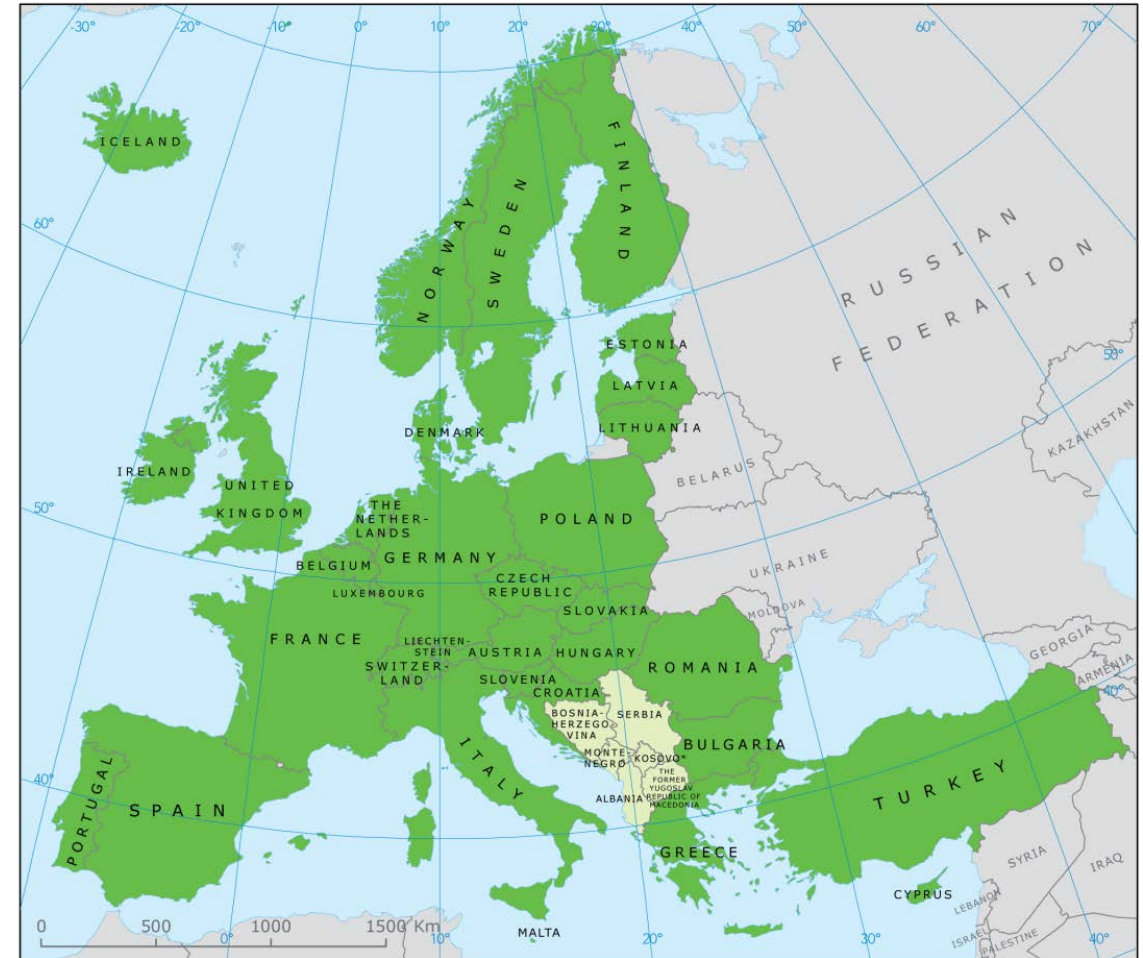 -30°
-20°
-10°
0°
10°
20°
30°
50°
60°
70°
ICELAND
FINLAND
SWEDEN
NORWAY
60°
RUSSIAN
FEDERATION
50°
ESTONIA
LATVIA
LITHUANIA
DENMARK
KAZAKHSTAN
BELARUS
IRELAND
UNITED
KINGDOM
50°
THE
NETHER-
LANDS
POLAND
GERMANY
BELGIUM
LUXEMBOURG
CZECH
REPUBLIC
UKRAINE
SLOVAKIA
MOLDOVA
FRANCE
LIECHTEN-
STEIN
AUSTRIA
HUNGARY
ROMANIA
GEORGIA
ARMENIA
SWITZER-
LAND
SLOVENIA
CROATIA
40°
BOSNIA-
HERZEGO
VINA
SERBIA
MONTE-
NEGRO
KOSOVO*
BULGARIA
ITALY
THE
FORMER
YUGOSLAV
REPUBLIC OF
MACEDONIA
ALBANIA
TURKEY
40°
PORTUGAL
SPAIN
GREECE
SYRIA
IRAQ
CYPRUS
LEBANON
ISRAEL
PALESTINE
MALTA
0
500
1000
1500 Km
0°
10°
20°
30°
40°